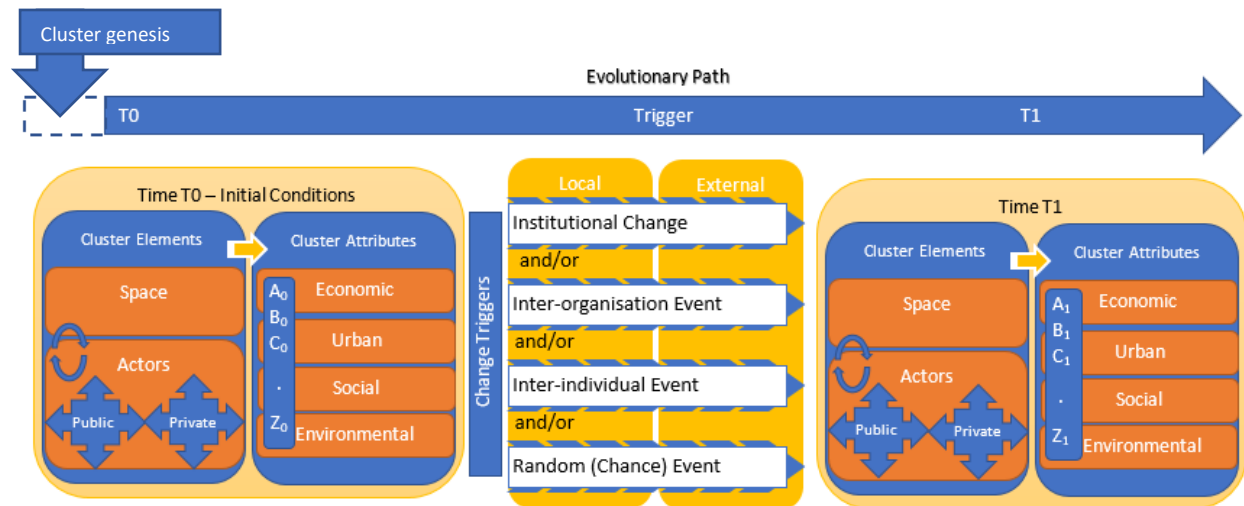 Cluster genesis
Evolutionary Path
T0
Trigger
T1
Time T0 – Initial Conditions
Cluster Elements
Cluster Attributes
Space
Actors
Public
Private
A₀
B₀
C₀
.
Z₀
Economic
Urban
Social
Environmental
Change Triggers
Local
External
Institutional Change
and/or
Inter-organisation Event
and/or
Inter-individual Event
and/or
Random (Chance) Event
Time T1
Cluster Elements
Cluster Attributes
Space
Actors
Public
Private
A₁
B₁
C₁
.
Z₁
Economic
Urban
Social
Environmental